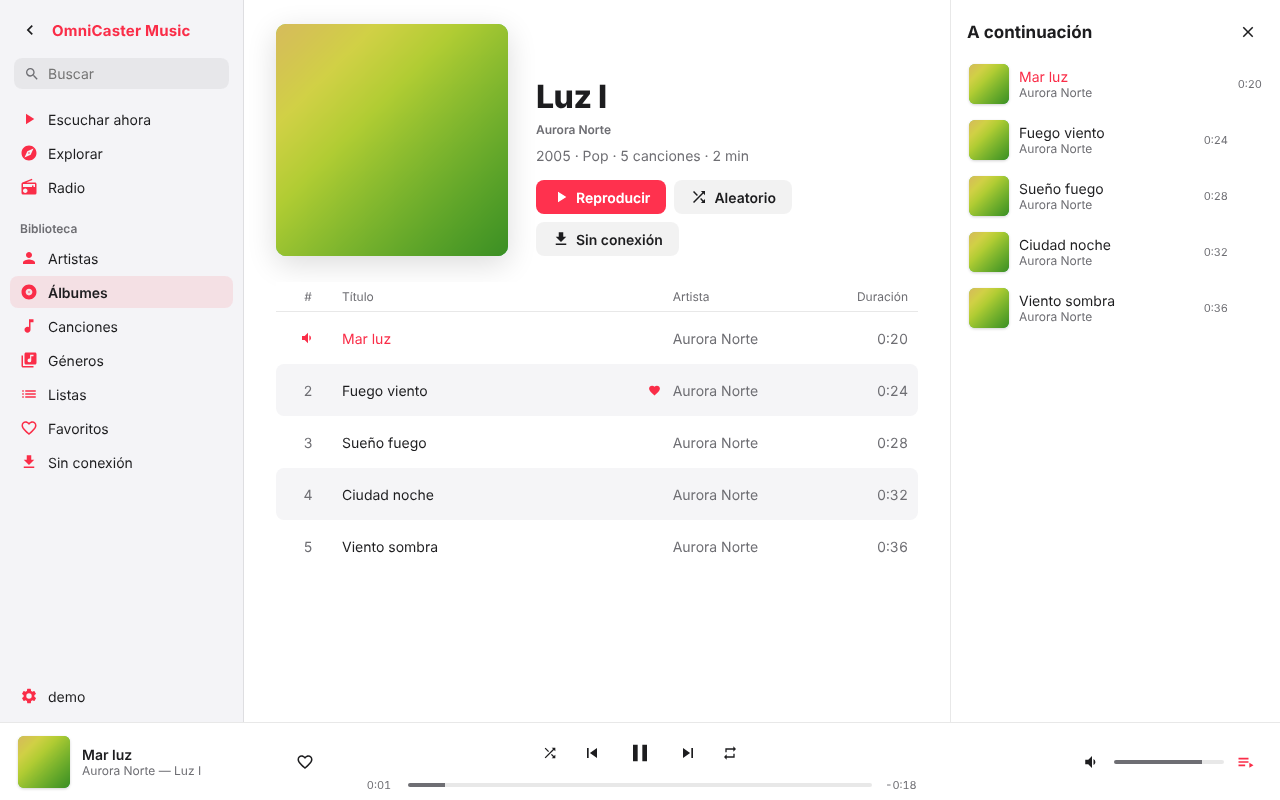 OmniCaster Music
Buscar
Escuchar ahora
Explorar
Radio
Biblioteca
Artistas
Álbumes
Canciones
Géneros
Listas
Favoritos
Sin conexión
demo
Luz I
Aurora Norte
2005 · Pop · 5 canciones · 2 min
Reproducir
Aleatorio
Sin conexión
# Título Artista Duración
Mar luz Aurora Norte 0:20
2 Fuego viento Aurora Norte 0:24
3 Sueño fuego Aurora Norte 0:28
4 Ciudad noche Aurora Norte 0:32
5 Viento sombra Aurora Norte 0:36
A continuación
Mar luz
Aurora Norte
0:20
Fuego viento
Aurora Norte
0:24
Sueño fuego
Aurora Norte
0:28
Ciudad noche
Aurora Norte
0:32
Viento sombra
Aurora Norte
0:36
Mar luz
Aurora Norte — Luz I
0:01
-0:18